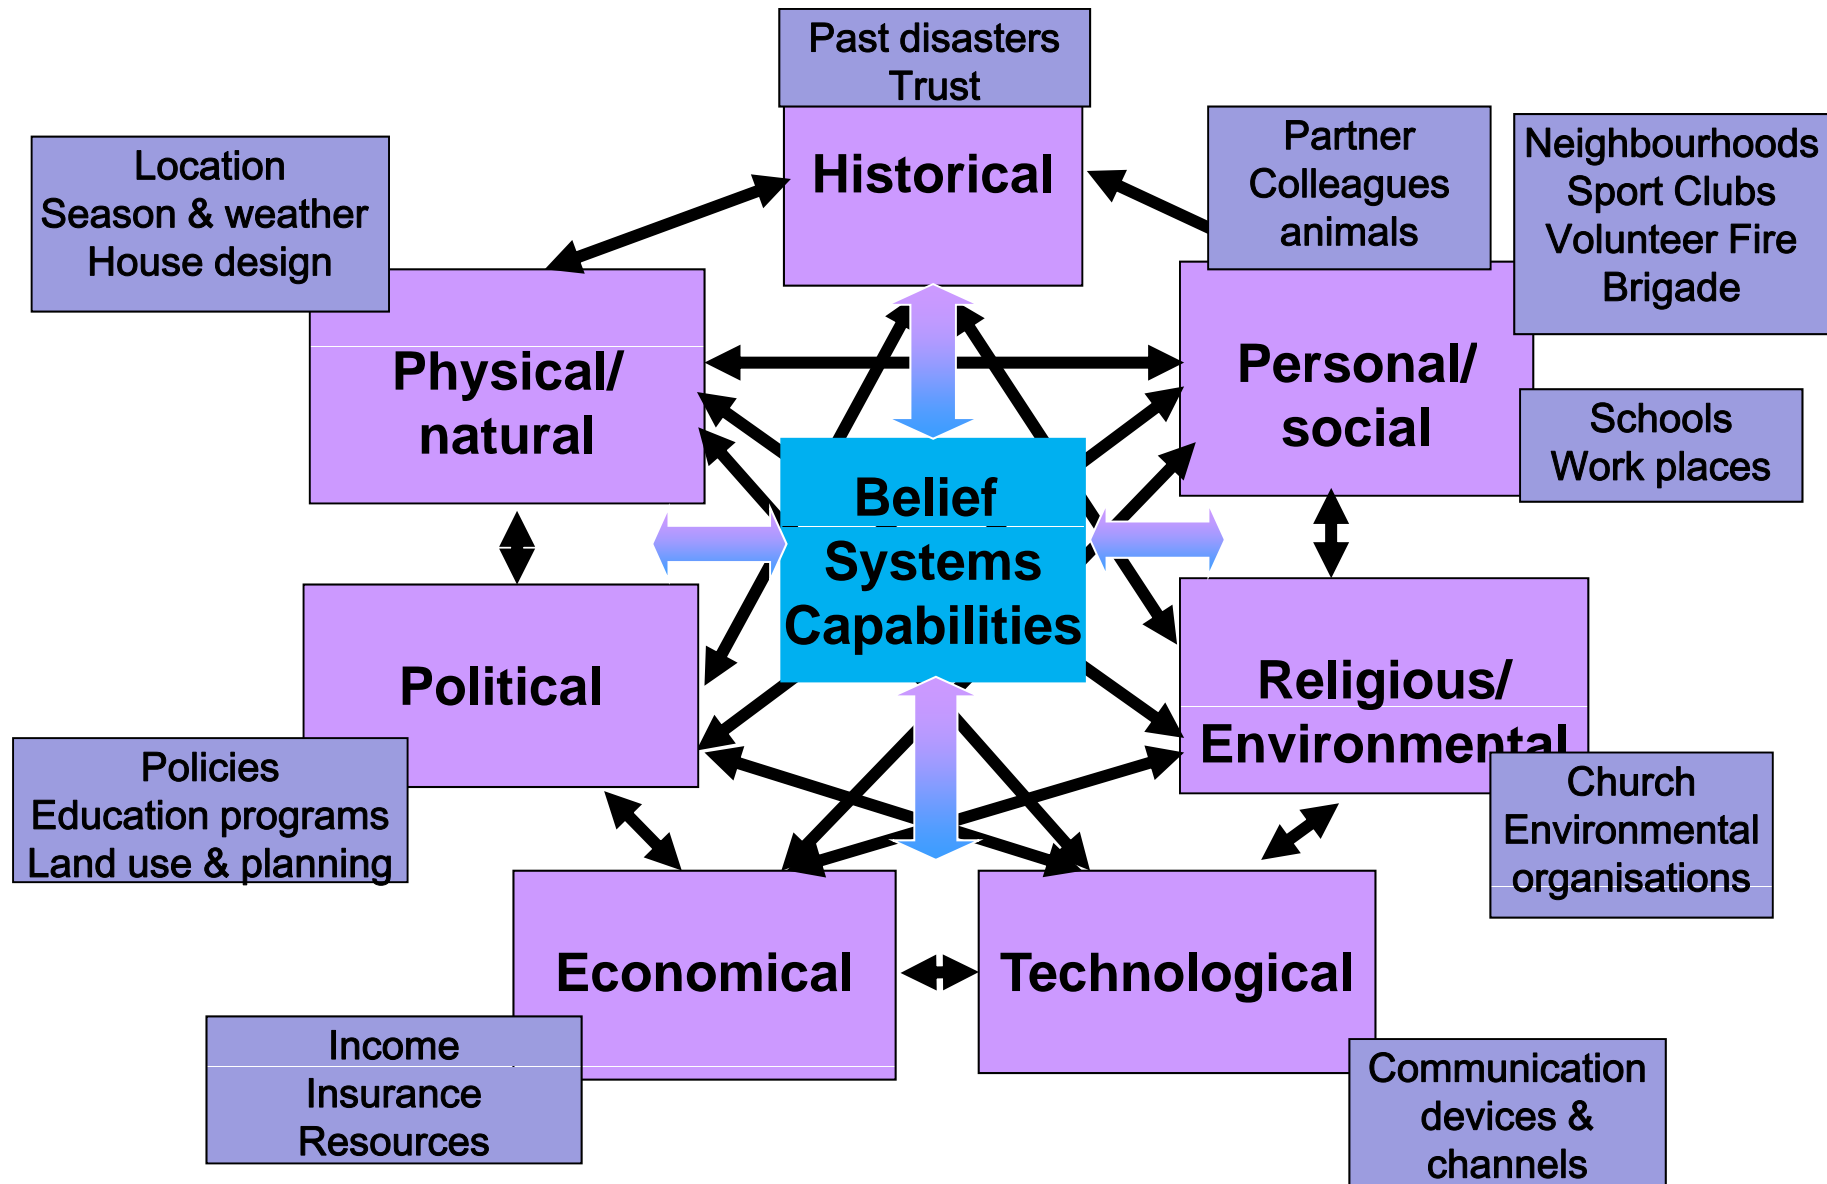 Past disasters
Trust
Historical
Location
Season & weather
House design
Physical/
natural
Partner
Colleagues
animals
Neighbourhoods
Sport Clubs
Volunteer Fire
Brigade
Personal/
social
Schools
Work places
Belief
Systems
Capabilities
Political
Policies
Education programs
Land use & planning
Religious/
Environmental
Church
Environmental
organisations
Economical
Income
Insurance
Resources
Technological
Communication
devices &
channels